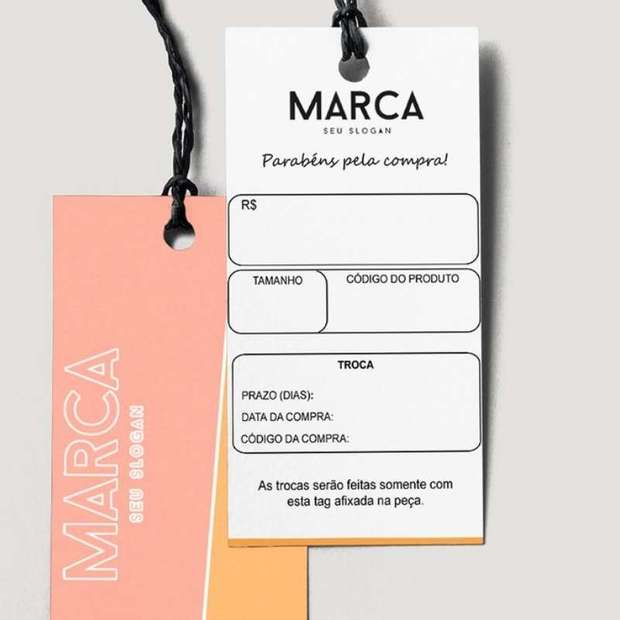 MARCA
SEU SLOGAN
Parabéns pela compra!
R$
TAMANHO
CÓDIGO DO PRODUTO
TROCA
PRAZO (DIAS):
DATA DA COMPRA:
CÓDIGO DA COMPRA:
As trocas serão feitas somente com
esta tag afixada na peça.
MARCA
SEU SLOGAN